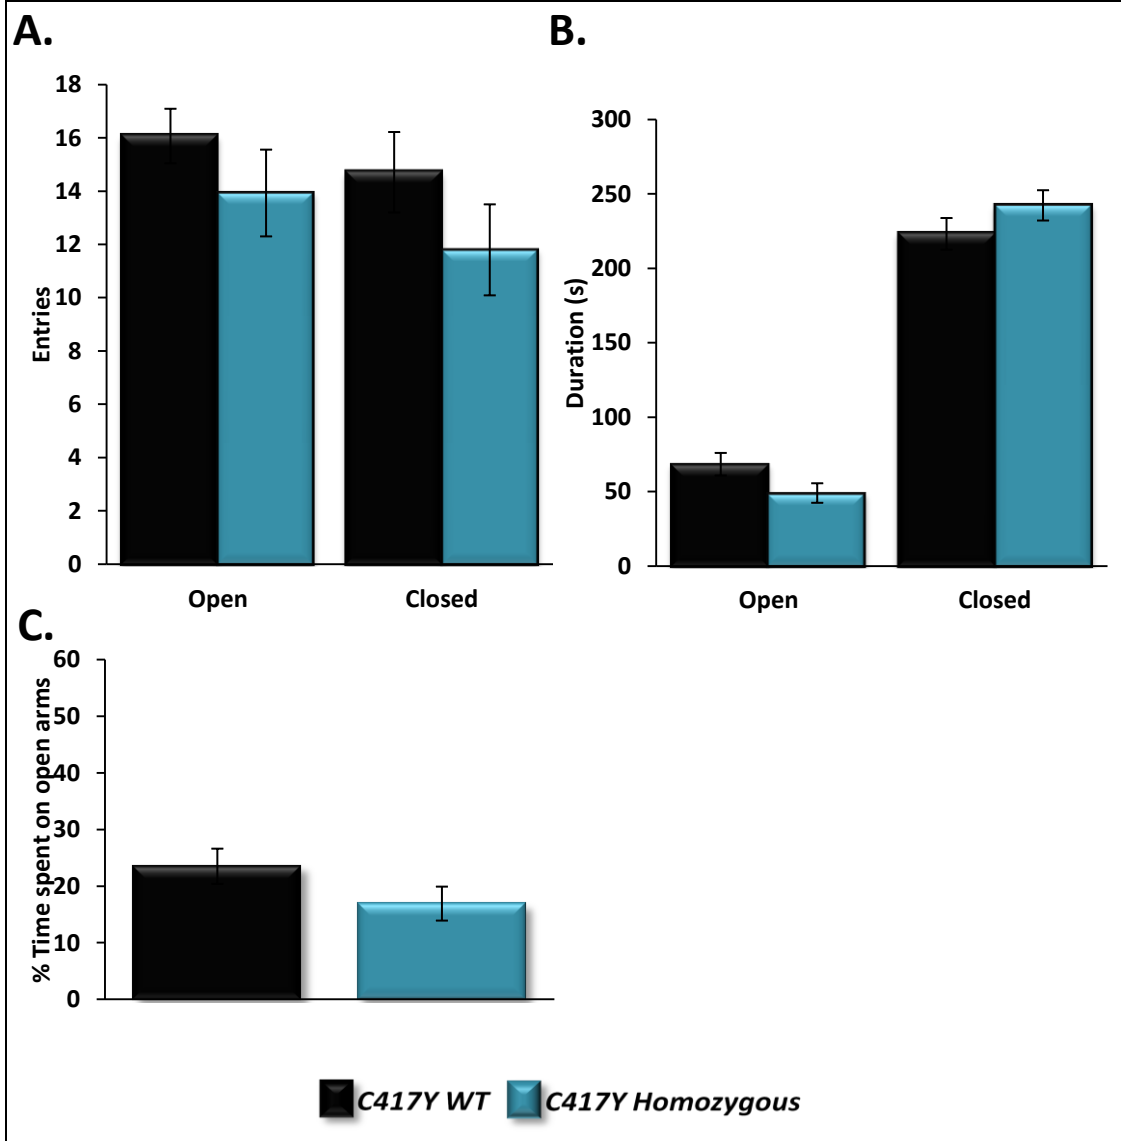 A.
Entries
18
16
14
12
10
8
6
4
2
0
Open Closed
B.
Duration (s)
300
250
200
150
100
50
0
Open Closed
C.
% Time spent on open arms
60
50
40
30
20
10
0
C417Y WT C417Y Homozygous